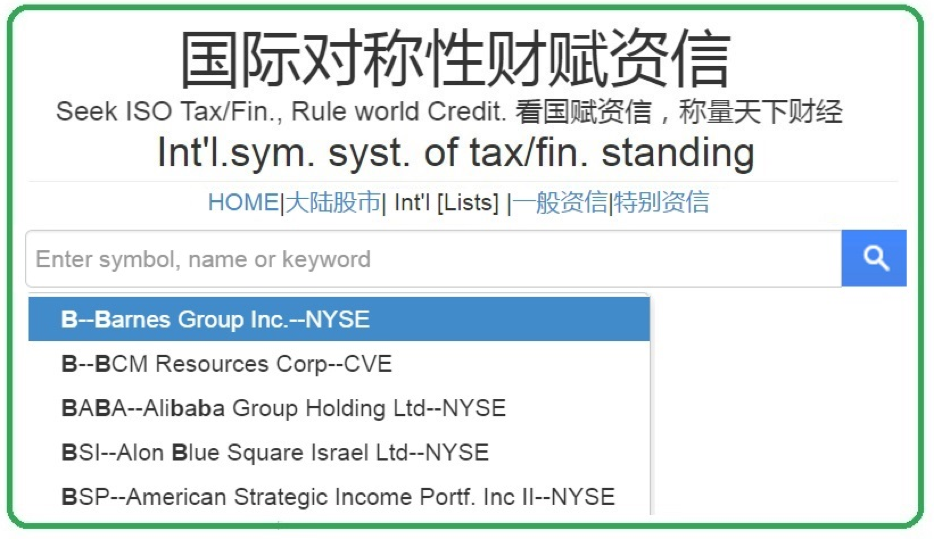 国际对称性财赋资信
Seek ISO Tax/Fin., Rule world Credit. 看国赋资信，称量天下财经
Int'l.sym. syst. of tax/fin. standing
HOME|大陆股市| Int'l [Lists] |一般资信|特别资信
Enter symbol, name or keyword
B--Barnes Group Inc.--NYSE
B--BCM Resources Corp--CVE
BABA--Alibaba Group Holding Ltd--NYSE
BSI--Alon Blue Square Israel Ltd--NYSE
BSP--American Strategic Income Portf. Inc II--NYSE